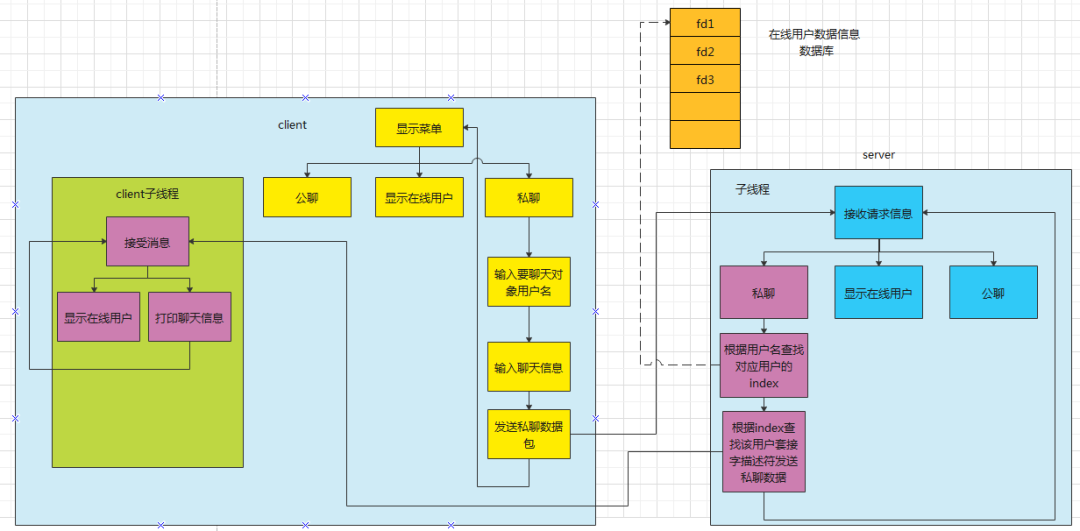 fd1
fd2
fd3
在线用户数据信息
数据库
client
显示菜单
公聊
显示在线用户
私聊
输入要聊天对
象用户名
输入聊天信息
发送私聊数据
包
client子线程
接受消息
显示在线用户
打印聊天信息
server
子线程
接收请求信息
私聊
显示在线用户
公聊
根据用户名查找
对应用户的
index
根据index查
找该用户套接
字描述符发送
私聊数据